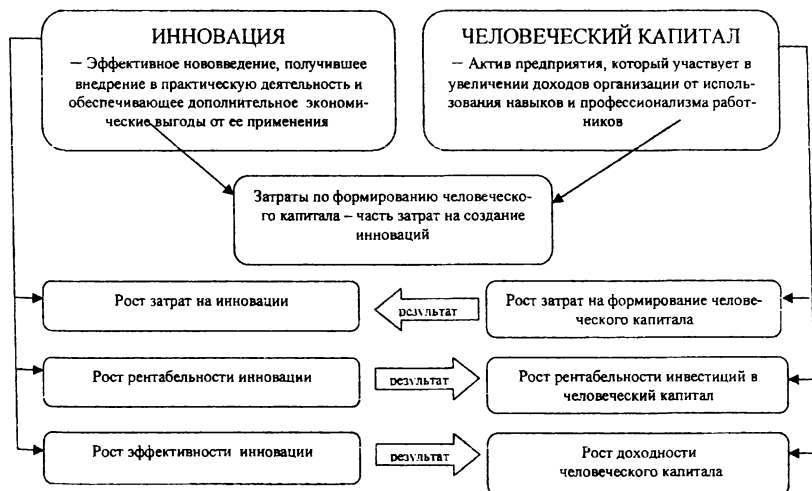 ИННОВАЦИЯ
– Эффективное нововведение, получившее
внедрение в практическую деятельность и
обеспечивающее дополнительное экономи-
ческие выгоды от ее применения
ЧЕЛОВЕЧЕСКИЙ КАПИТАЛ
– Актив предприятия, который участвует в
увеличении доходов организации от исполь-
зования навыков и профессионализма работ-
ников
Затраты по формированию человеческо-
го капитала – часть затрат на создание
инноваций
Рост затрат на инновации
результат
Рост затрат на формирование челове-
ческого капитала
Рост рентабельности инновации
результат
Рост рентабельности инвестиций в
человеческий капитал
Рост эффективности инновации
результат
Рост доходности
человеческого капитала